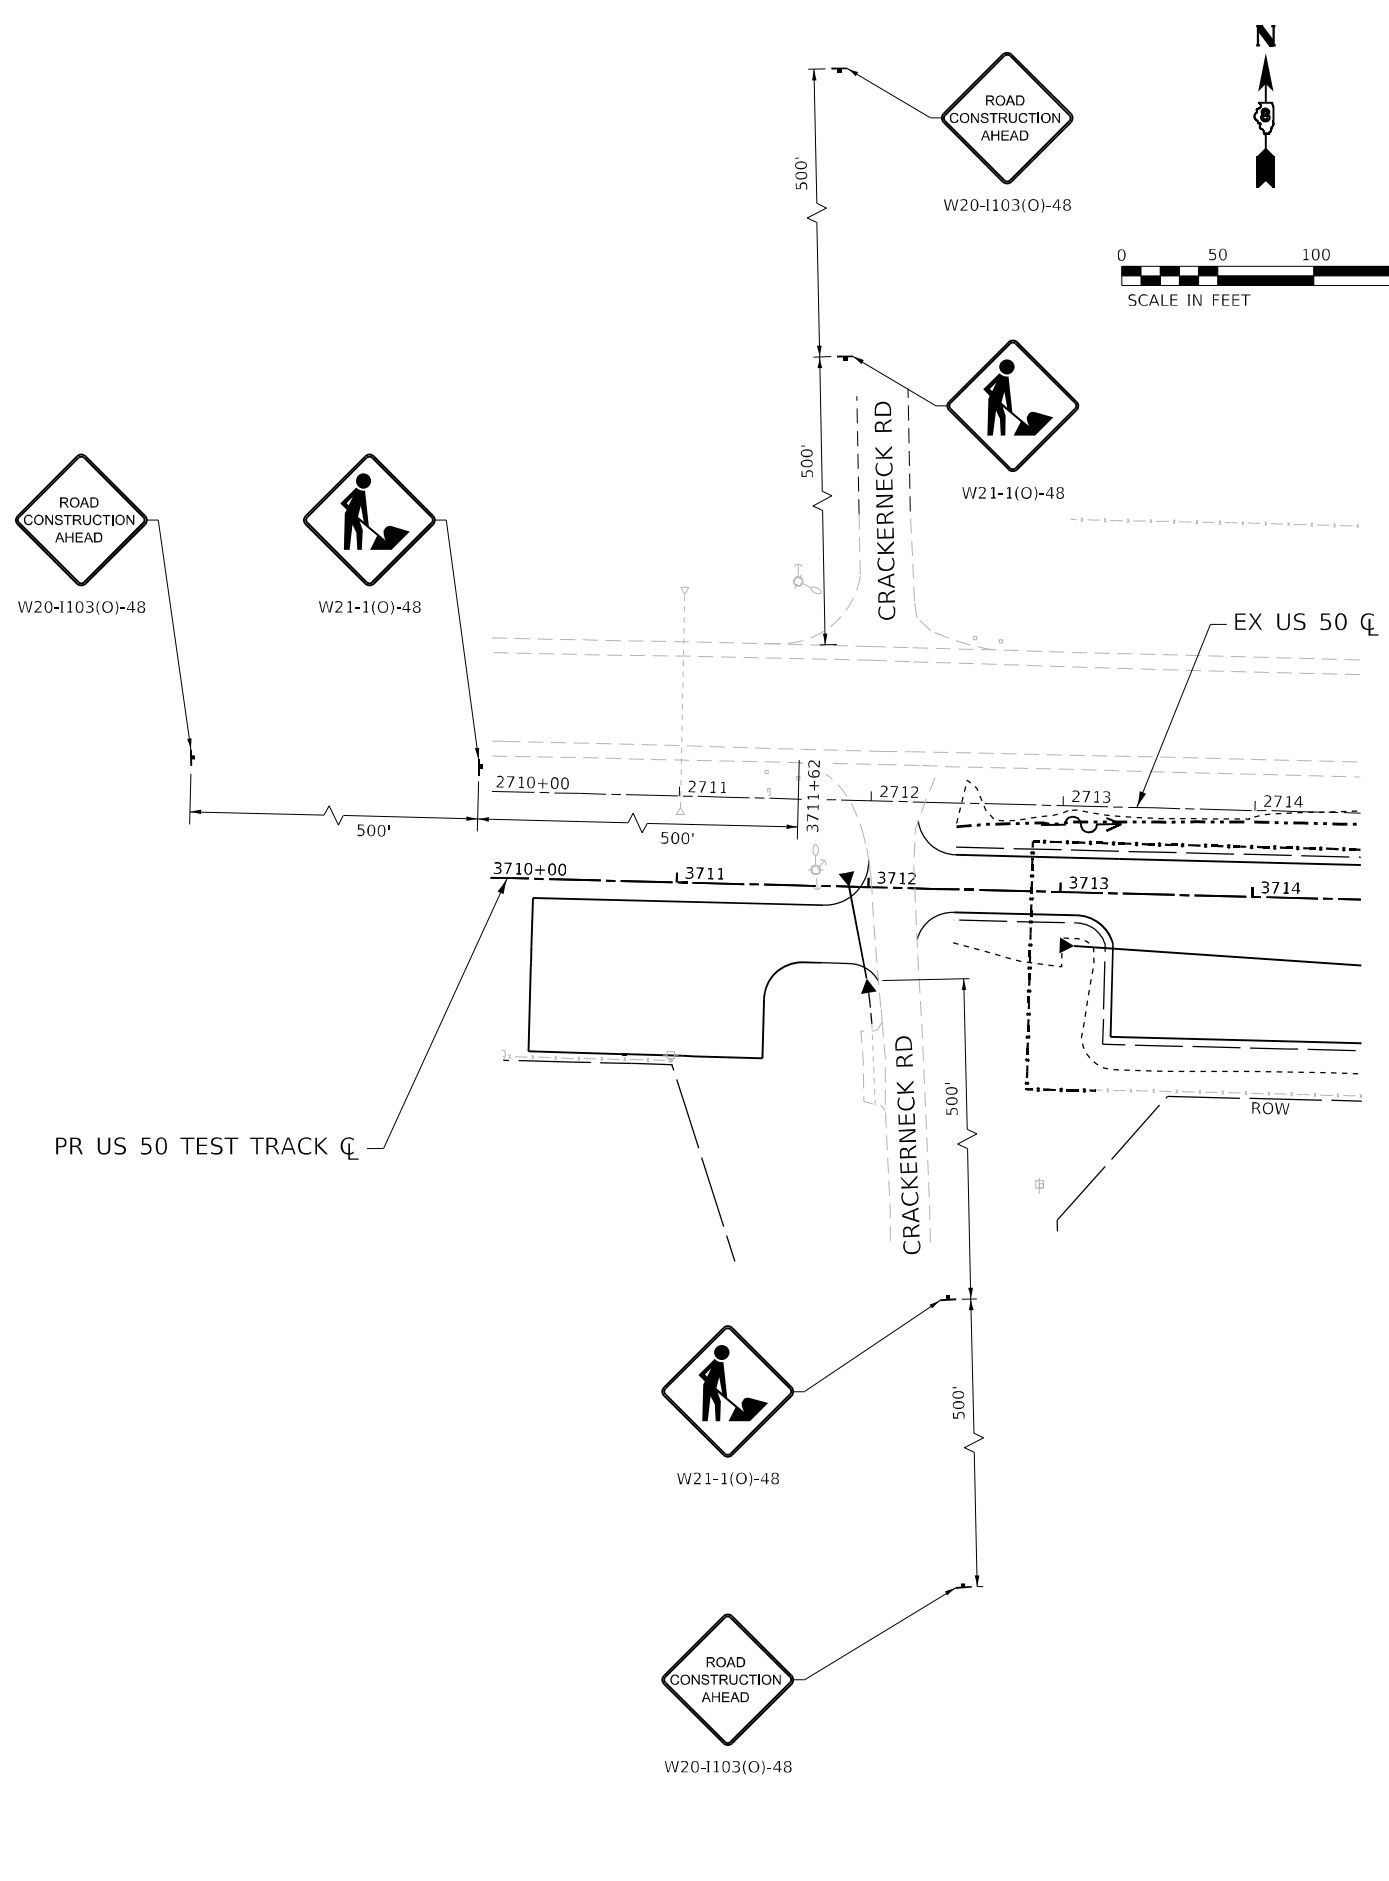 N
8
ROAD
CONSTRUCTION
AHEAD
W20-I103(O)-48
500'
0 50 100
SCALE IN FEET
W21-1(O)-48
500'
CRACKERNECK RD
ROAD
CONSTRUCTION
AHEAD
W20-I103(O)-48
W21-1(O)-48
EX US 50 ℄
2710+00
2711
3711+62
2712
2713
2714
500'
500'
3710+00
3711
3712
3713
3714
PR US 50 TEST TRACK ℄
CRACKERNECK RD
500'
ROW
W21-1(O)-48
500'
ROAD
CONSTRUCTION
AHEAD
W20-I103(O)-48